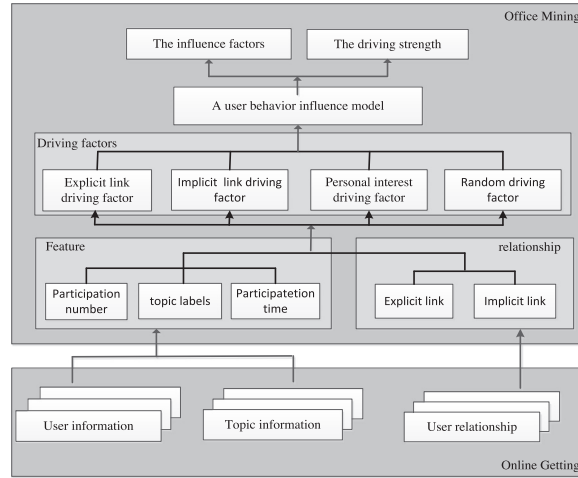 Office Mining
The influence factors
The driving strength
A user behavior influence model
Driving factors
Explicit link
driving factor
Implicit link driving
factor
Personal interest
driving factor
Random driving
factor
Feature
relationship
Participation
number
topic labels
Participatetion
time
Explicit link
Implicit link
User information
Topic information
User relationship
Online Getting